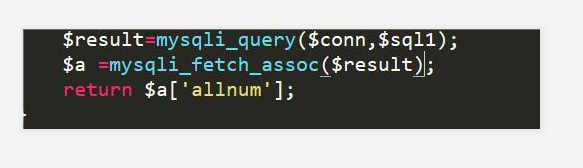 $result=mysqli_query($conn,$sql1);
$a =mysqli_fetch_assoc($result);
return $a['allnum'];